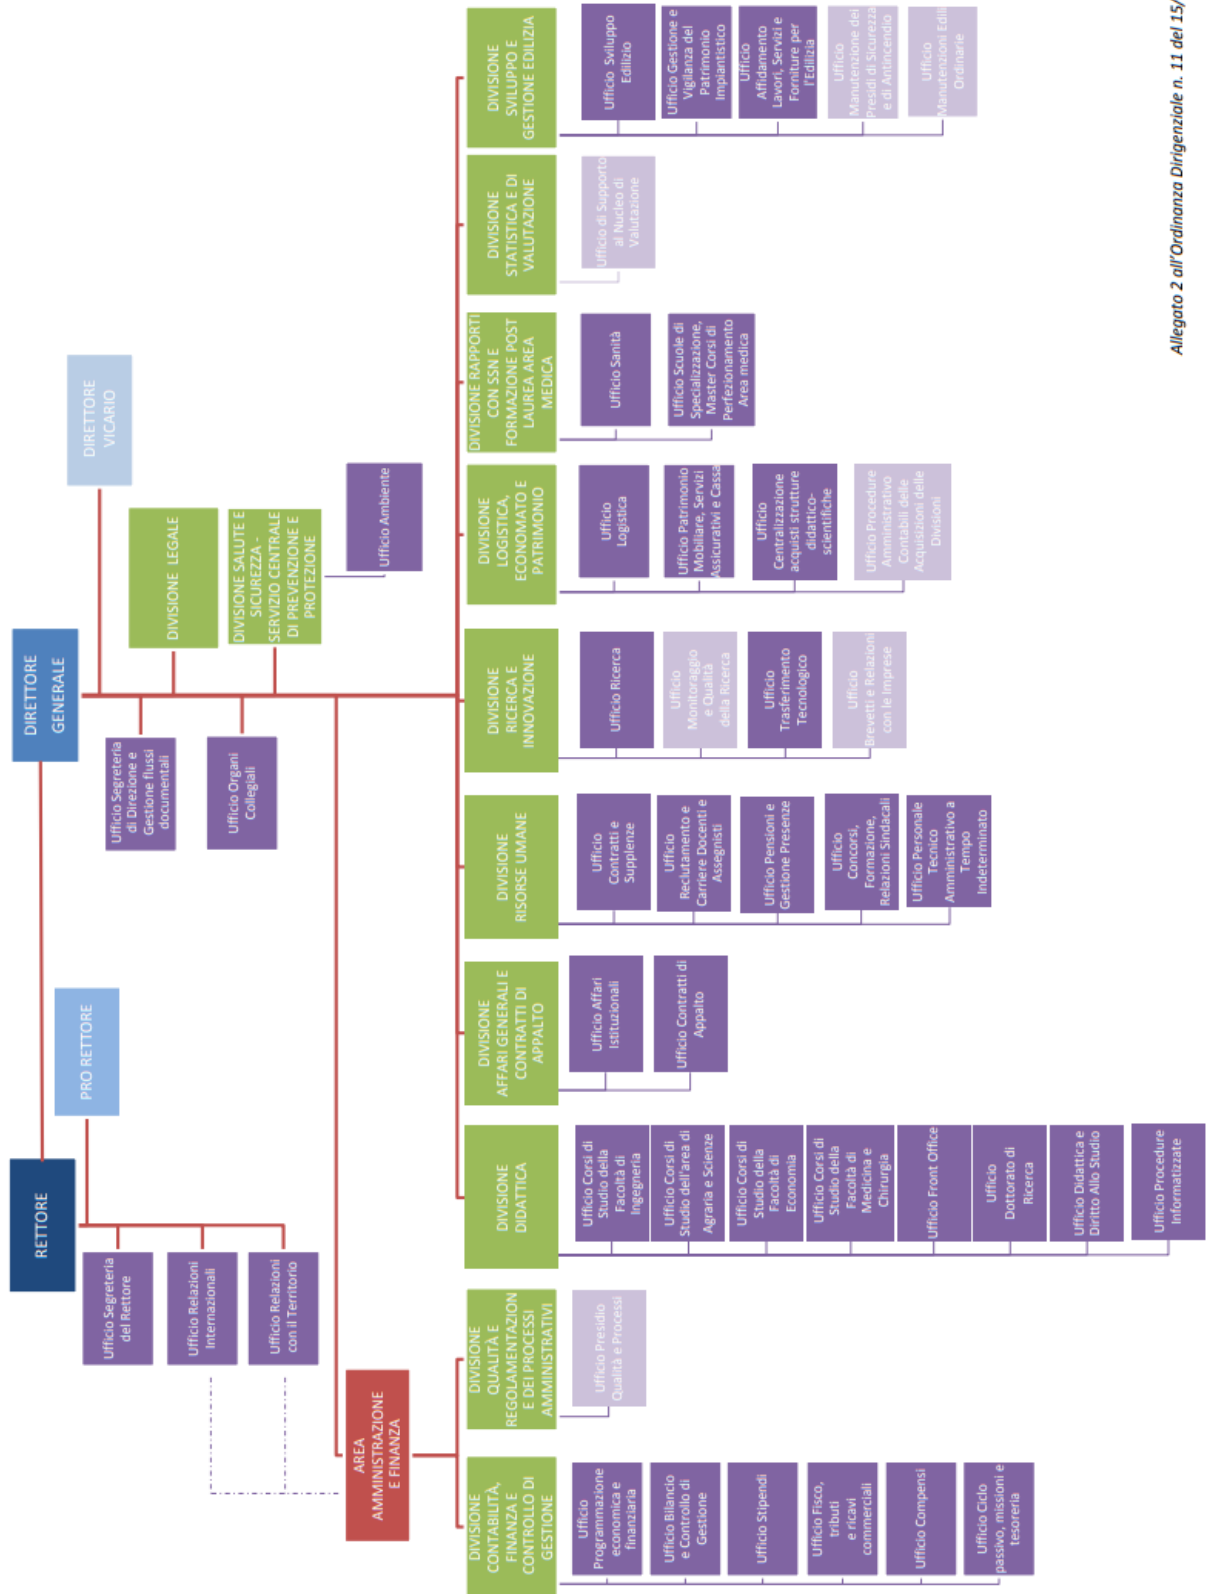 RETTORE
DIRETTORE
GENERALE
PRO RETTORE
DIRETTORE
VICARIO
Ufficio Segreteria
del Rettore
Ufficio Relazioni
Internazionali
Ufficio Relazioni
con il Territorio
Ufficio Segreteria
di Direzione e
Gestione flussi
documentali
Ufficio Organi
Collegiali
DIVISIONE LEGALE
DIVISIONE SALUTE E
SICUREZZA -
SERVIZIO CENTRALE
DI PREVENZIONE E
PROTEZIONE
Ufficio Ambiente
AREA
AMMINISTRAZIONE
E FINANZA
DIVISIONE
CONTABILITÀ,
FINANZA E
CONTROLLO DI
GESTIONE
Ufficio
Programmazione
economica e
finanziaria
Ufficio Bilancio
e Controllo di
Gestione
Ufficio Stipendi
Ufficio Fisco,
tributi
e ricavi
commerciali
Ufficio Compensi
Ufficio Ciclo
passivo, missioni e
tesoreria
DIVISIONE
QUALITÀ E
REGOLAMENTAZION
E DEI PROCESSI
AMMINISTRATIVI
Ufficio Presidio
Qualità e Processi
DIVISIONE
DIDATTICA
Ufficio Corsi di
Studio della
Facoltà di
Ingegneria
Ufficio Corsi di
Studio dell'area di
Agraria e Scienze
Ufficio Corsi di
Studio della
Facoltà di
Economia
Ufficio Corsi di
Studio della
Facoltà di
Medicina e
Chirurgia
Ufficio Front Office
Ufficio
Dottorato di
Ricerca
Ufficio Didattica e
Diritto Allo Studio
Ufficio Procedure
Informatizzate
DIVISIONE
AFFARI GENERALI E
CONTRATTI DI
APPALTO
Ufficio Affari
Istituzionali
Ufficio Contratti di
Appalto
DIVISIONE
RISORSE UMANE
Ufficio
Contratti e
Supplenze
Ufficio
Reclutamento e
Carriere Docenti e
Assegnisti
Ufficio Pensioni e
Gestione Presenze
Ufficio
Concorsi,
Formazione,
Relazioni Sindacali
Ufficio Personale
Tecnico
Amministrativo a
Tempo
Indeterminato
DIVISIONE
RICERCA E
INNOVAZIONE
Ufficio Ricerca
Ufficio
Monitoraggio
e Qualità
della Ricerca
Ufficio
Trasferimento
Tecnologico
Ufficio
Brevetti e Relazioni
con le Imprese
DIVISIONE
LOGISTICA,
ECONOMATO E
PATRIMONIO
Ufficio
Logistica
Ufficio Patrimonio
Mobiliare, Servizi
Assicurativi e Cassa
Ufficio
Centralizzazione
acquisti strutture
didattico-
scientifiche
Ufficio Procedure
Amministrativo
Contabili delle
Acquisizioni delle
Divisioni
DIVISIONE RAPPORTI
CON SSN E
FORMAZIONE POST
LAUREA AREA
MEDICA
Ufficio Sanità
Ufficio Scuole di
Specializzazione,
Master Corsi di
Perfezionamento
Area medica
DIVISIONE
STATISTICA E DI
VALUTAZIONE
Ufficio di Supporto
al Nucleo di
Valutazione
DIVISIONE
SVILUPPO E
GESTIONE EDILIZIA
Ufficio Sviluppo
Edilizio
Ufficio Gestione e
Vigilanza del
Patrimonio
Impiantistico
Ufficio
Affidamento
Lavori, Servizi e
Forniture per
l'Edilizia
Ufficio
Manutenzione dei
Presidi di Sicurezza
e di Antincendio
Ufficio
Manutenzioni Edili
Ordinarie
Allegato 2 all'Ordinanza Dirigenziale n. 11 del 15/